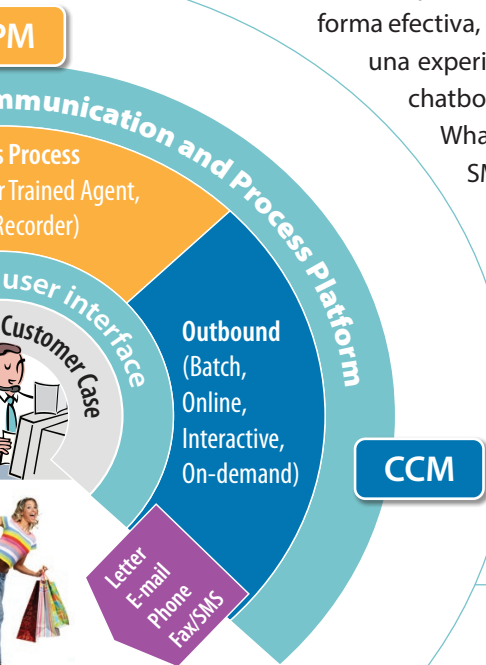 PM
forma efectiva,
una experi
chatbo
Wha
SM
mmunication and Process Platform
s Process
r Trained Agent,
Recorder)
user interface
Customer Case
Outbound
(Batch,
Online,
Interactive,
On-demand)
CCM
Letter
E-mail
Phone
Fax/SMS